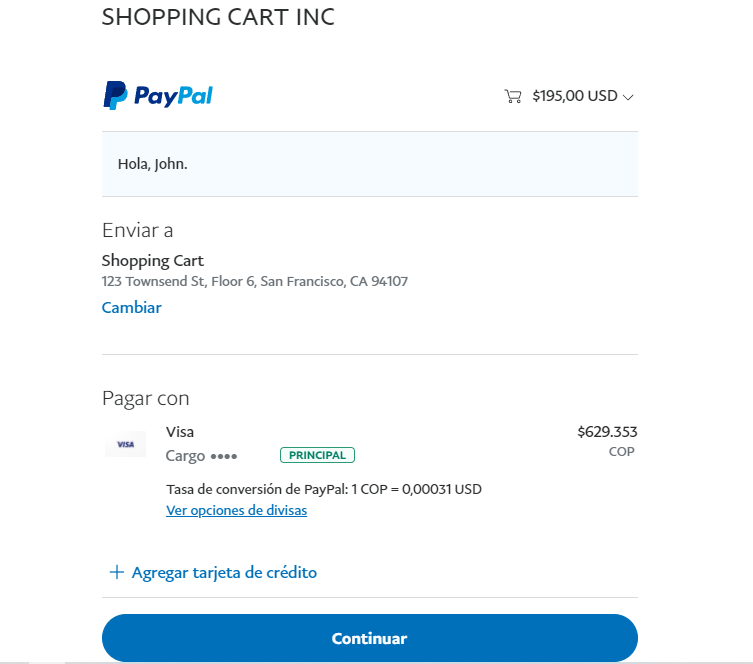 SHOPPING CART INC
PayPal
$195,00 USD
Hola, John.
Enviar a
Shopping Cart
123 Townsend St, Floor 6, San Francisco, CA 94107
Cambiar
Pagar con
VISA
Visa
$629.353
Cargo ••••
PRINCIPAL
COP
Tasa de conversión de PayPal: 1 COP = 0,00031 USD
Ver opciones de divisas
+ Agregar tarjeta de crédito
Continuar